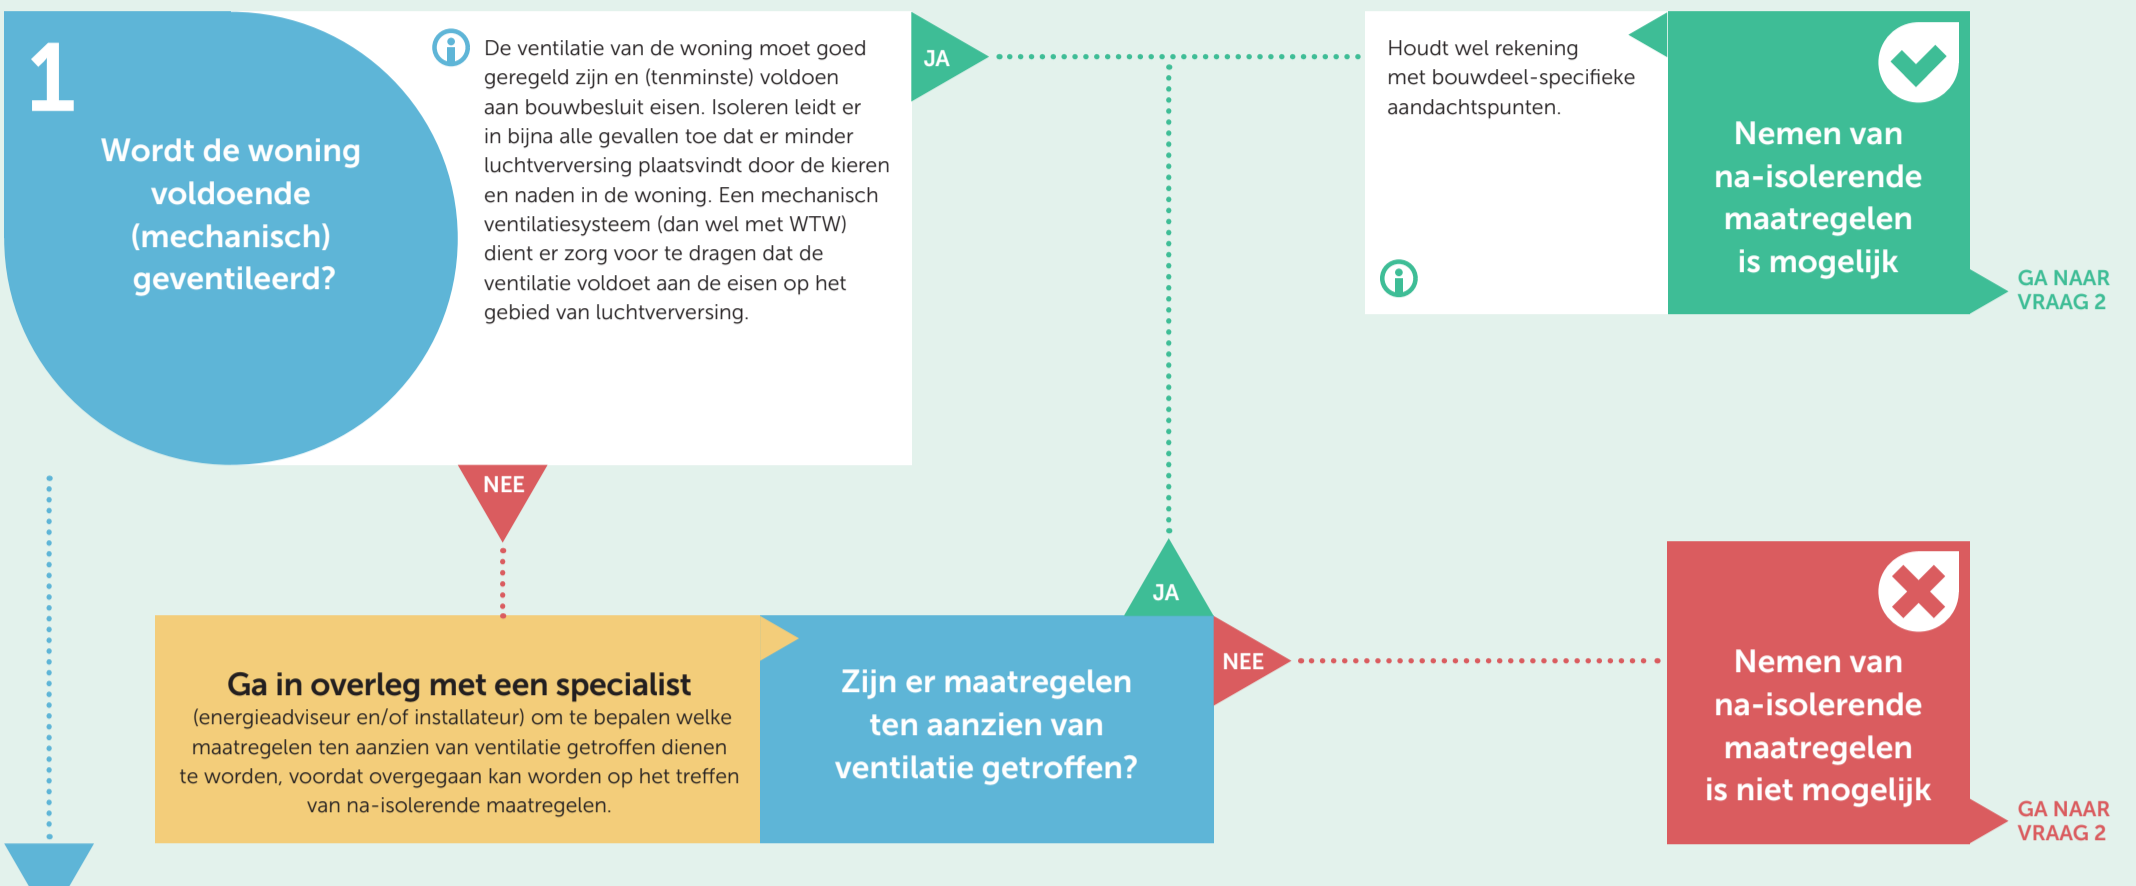 1
Wordt de woning
voldoende
(mechanisch)
geventileerd?
De ventilatie van de woning moet goed
geregeld zijn en (tenminste) voldoen
aan bouwbesluit eisen. Isoleren leidt er
in bijna alle gevallen toe dat er minder
luchtverversing plaatsvindt door de kieren
en naden in de woning. Een mechanisch
ventilatiesysteem (dan wel met WTW)
dient er zorg voor te dragen dat de
ventilatie voldoet aan de eisen op het
gebied van luchtverversing.
JA
Houdt wel rekening
met bouwdeel-specifieke
aandachtspunten.
Nemen van
na-isolerende
maatregelen
is mogelijk
GA NAAR
VRAAG 2
NEE
Ga in overleg met een specialist
(energieadviseur en/of installateur) om te bepalen welke
maatregelen ten aanzien van ventilatie getroffen dienen
te worden, voordat overgegaan kan worden op het treffen
van na-isolerende maatregelen.
Zijn er maatregelen
ten aanzien van
ventilatie getroffen?
JA
NEE
Nemen van
na-isolerende
maatregelen
is niet mogelijk
GA NAAR
VRAAG 2